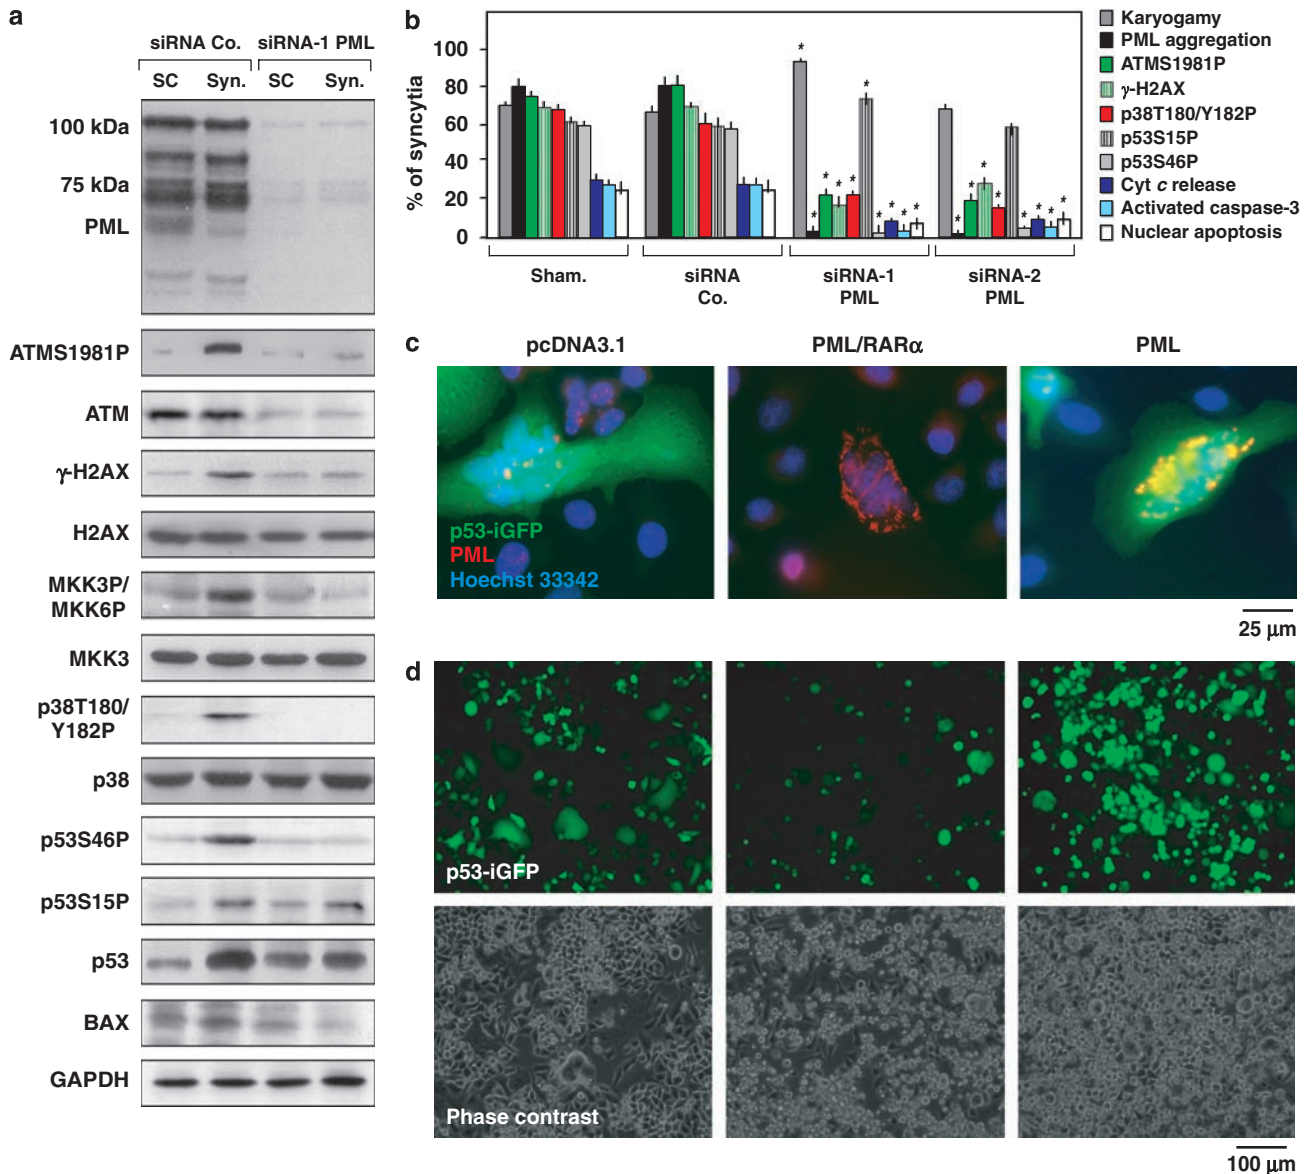 a
siRNA Co. siRNA-1 PML
SC Syn. SC Syn.
100 kDa
75 kDa
PML
ATMS1981P
ATM
γ-H2AX
H2AX
MKK3P/
MKK6P
MKK3
p38T180/
Y182P
p38
p53S46P
p53S15P
p53
BAX
GAPDH
b
% of syncytia
100
80
60
40
20
0
* * * * * * * * *
* * * * * * * *
Sham. siRNA Co. siRNA-1 PML siRNA-2 PML
Karyogamy
PML aggregation
ATMS1981P
γ-H2AX
p38T180/Y182P
p53S15P
p53S46P
Cyt c release
Activated caspase-3
Nuclear apoptosis
c
pcDNA3.1 PML/RARα PML
p53-iGFP
PML
Hoechst 33342
25 μm
d
p53-iGFP
Phase contrast
100 μm